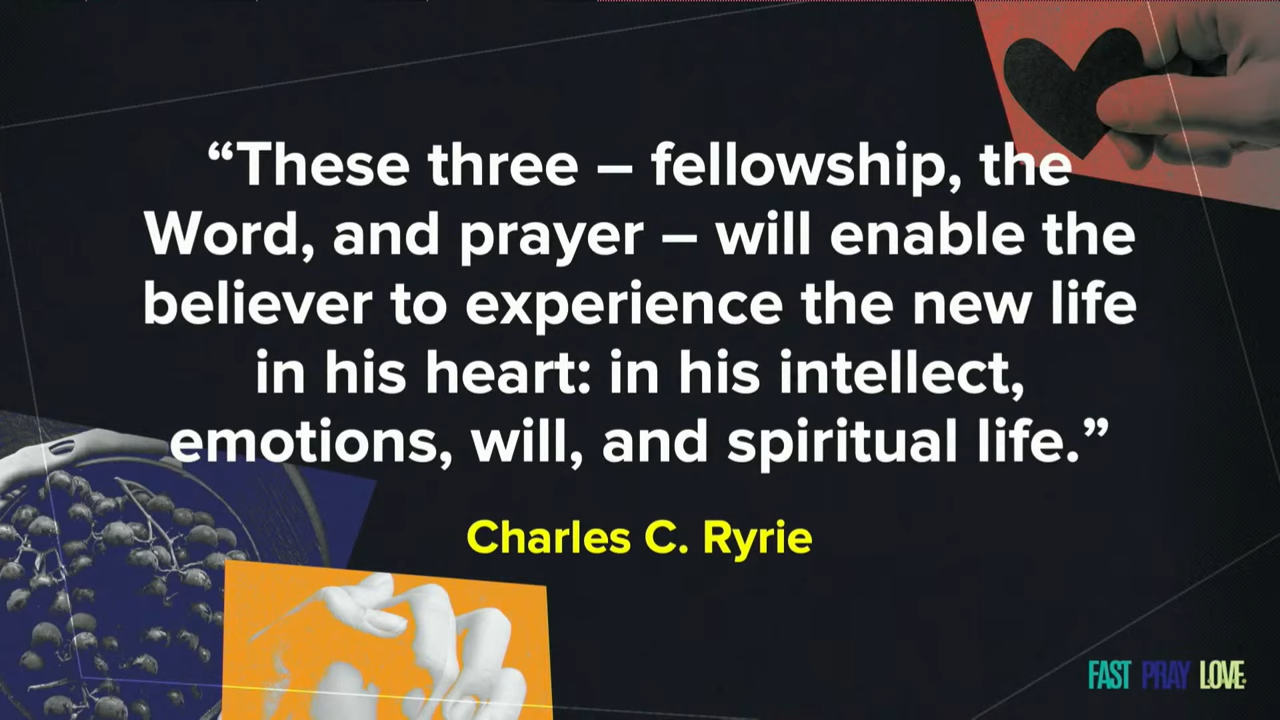 “These three – fellowship, the
Word, and prayer – will enable the
believer to experience the new life
in his heart: in his intellect,
emotions, will, and spiritual life.”
Charles C. Ryrie
FAST PRAY LOVE